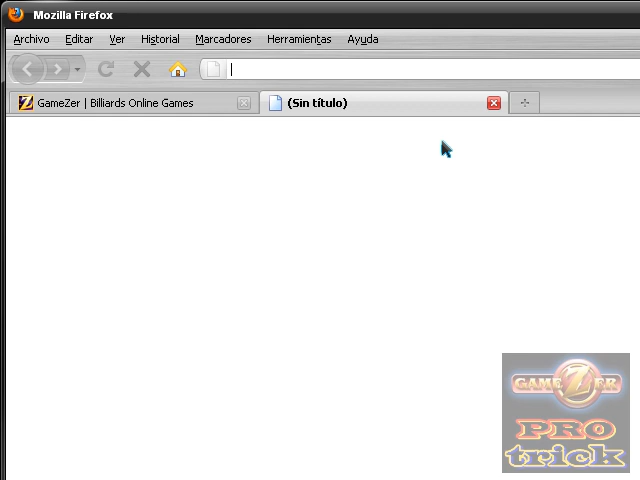 Mozilla Firefox
Archivo Editar Ver Historial Marcadores Herramientas Ayuda
GameZer | Billiards Online Games (Sin título)
GAMEZER
PRO
trick